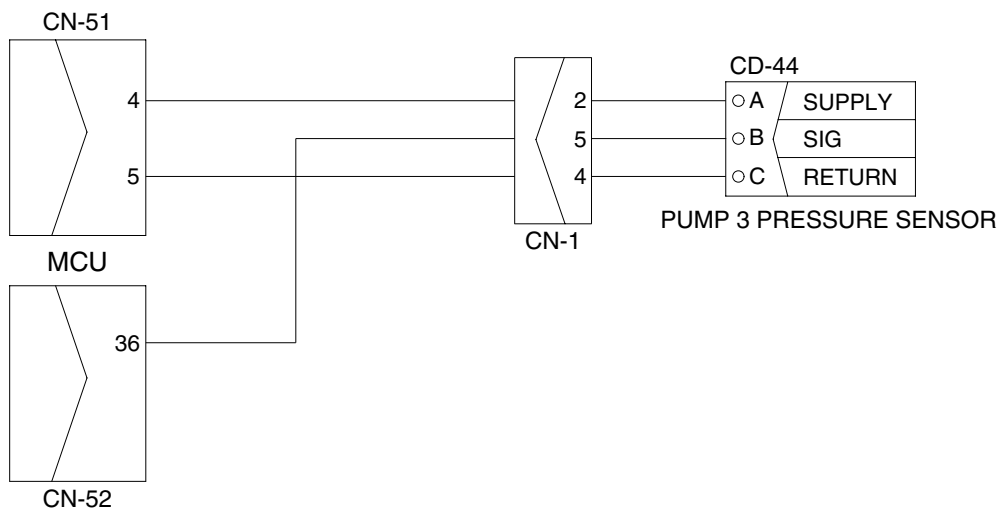 CN-51
CD-44
4 2 A SUPPLY
5 B SIG
5 4 C RETURN
PUMP 3 PRESSURE SENSOR
CN-1
MCU
36
CN-52